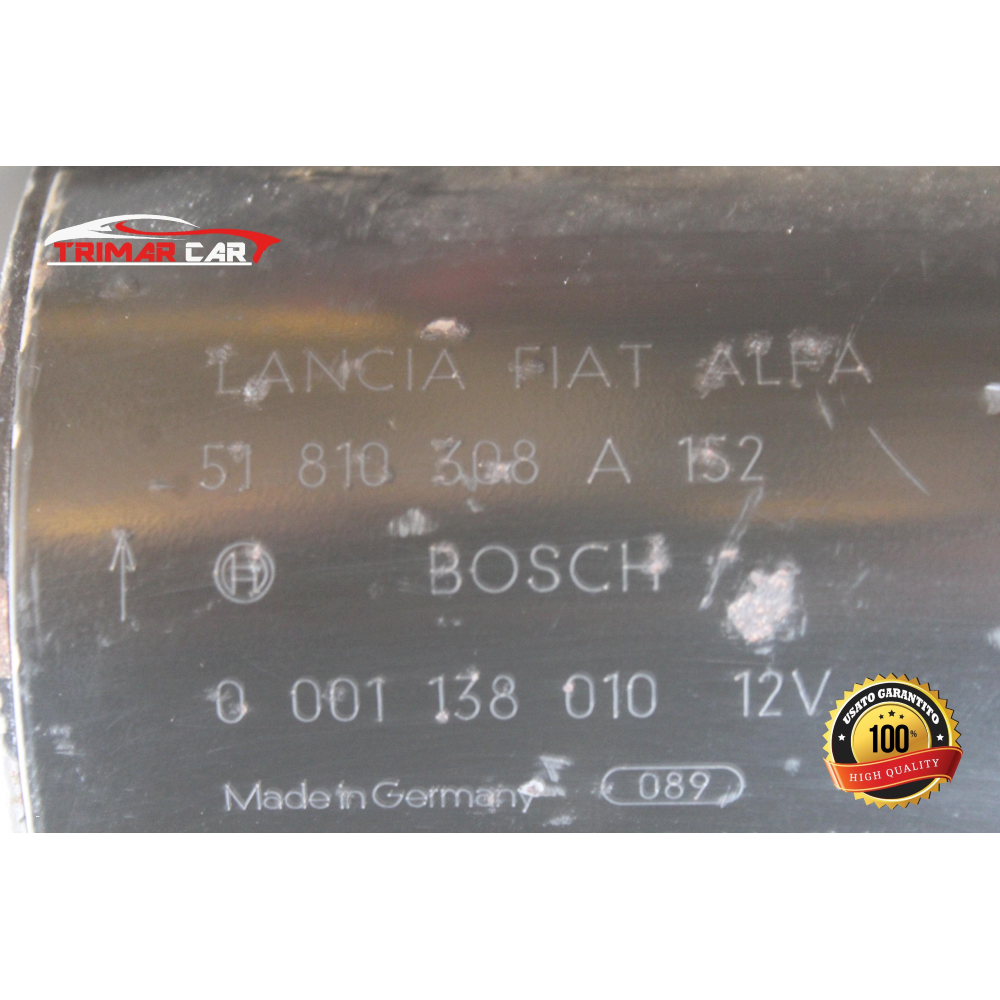 TRIMAR CAR
LANCIA FIAT ALFA
51 810 308 A 152
BOSCH
0 001 138 010 12V
Made in Germany 089
USATO GARANTITO
100%
HIGH QUALITY